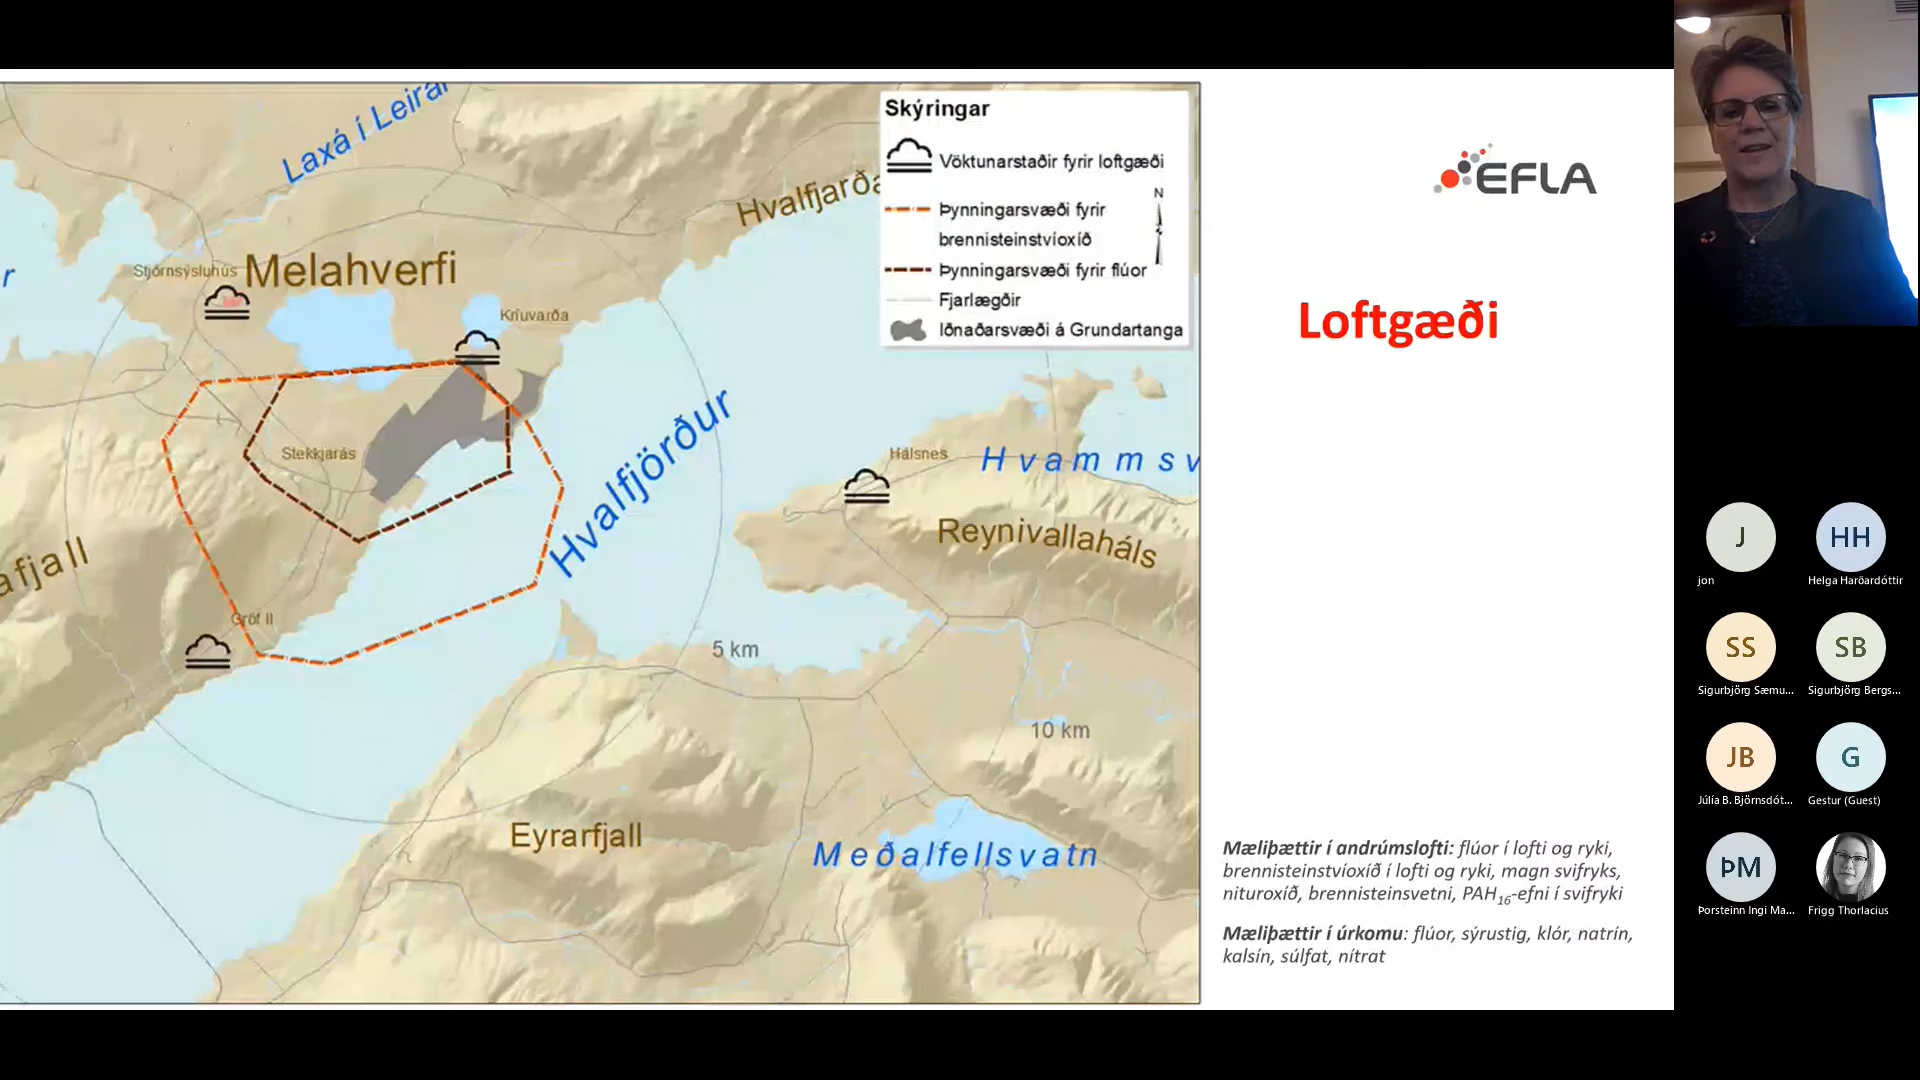 Laxá í Leirár
Skýringar
Vöktunarstaðir fyrir loftgæði
N
Þynningarsvæði fyrir
brennisteinstvíoxíð
Þynningarsvæði fyrir flúor
Fjarlægðir
Iðnaðarsvæði á Grundartanga
EFLA
Loftgæði
Hvalfjarða
Stjórnsýsluhús
Melahverfi
r
Kríuvarða
Stekkjarás
Hvalfjörður
Hálsnes
Hvammsv
Reynivallaháls
afjall
Gröf II
5 km
10 km
Eyrarfjall
Meðalfellsvatn
Mæliþættir í andrúmslofti: flúor í lofti og ryki,
brennisteinstvíoxíð í lofti og ryki, magn svifryks,
nituroxíð, brennisteinsvetni, PAH16-efni í svifryki
Mæliþættir í úrkomu: flúor, sýrustig, klór, natrín,
kalsín, súlfat, nítrat
J
jon
HH
Helga Harðardóttir
SS
Sigurbjörg Sæmu...
SB
Sigurbjörg Bergs...
JB
Júlía B. Björnsdót...
G
Gestur (Guest)
ÞM
Þorsteinn Ingi Ma...
Frigg Thorlacius